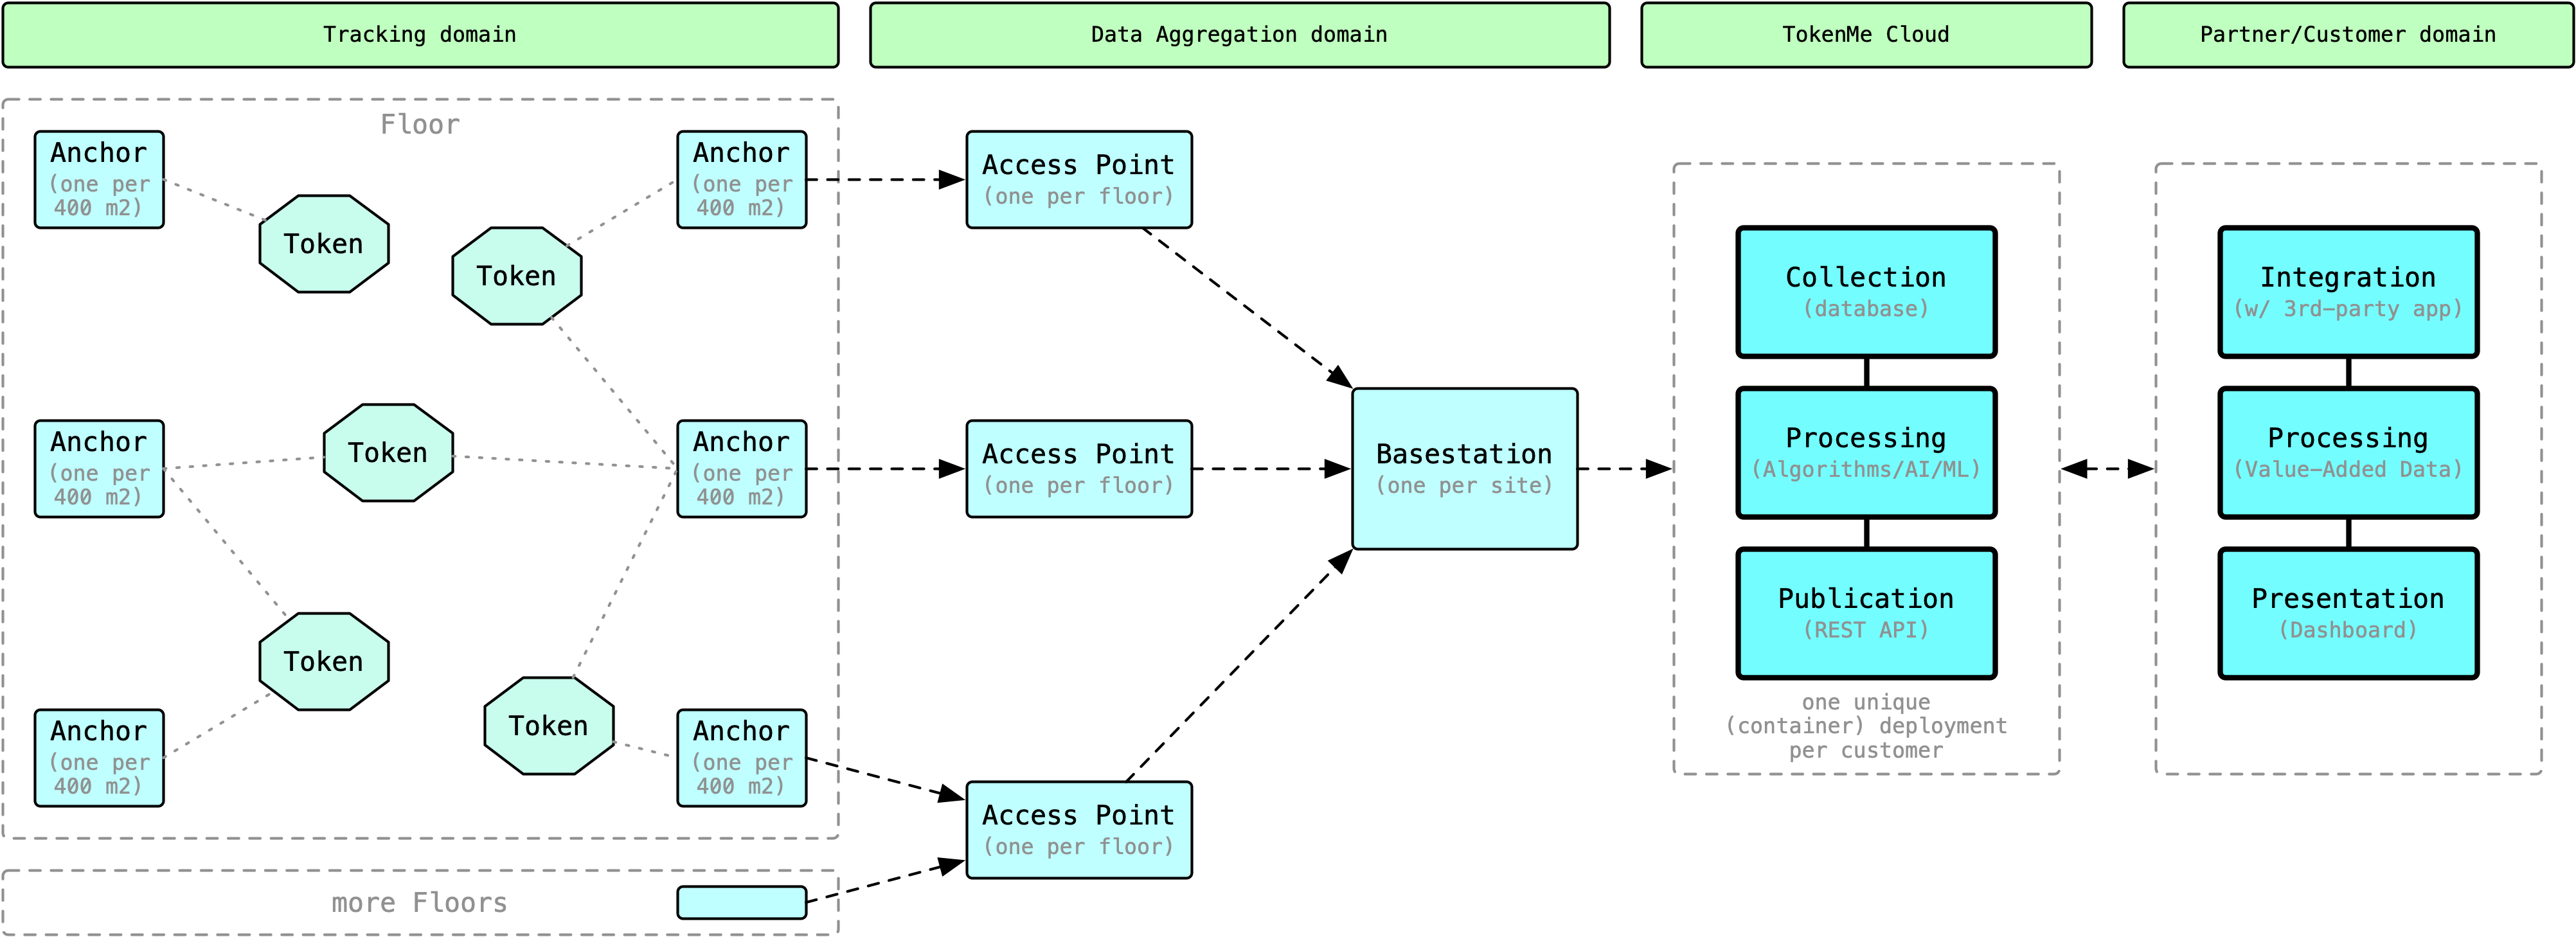 Tracking domain
Data Aggregation domain
TokenMe Cloud
Partner/Customer domain
Floor
Anchor
(one per
400 m2)
Token
Token
Anchor
(one per
400 m2)
Anchor
(one per
400 m2)
Token
Anchor
(one per
400 m2)
Token
Anchor
(one per
400 m2)
Token
Anchor
(one per
400 m2)
more Floors
Access Point
(one per floor)
Access Point
(one per floor)
Access Point
(one per floor)
Basestation
(one per site)
Collection
(database)
Processing
(Algorithms/AI/ML)
Publication
(REST API)
one unique
(container) deployment
per customer
Integration
(w/ 3rd-party app)
Processing
(Value-Added Data)
Presentation
(Dashboard)